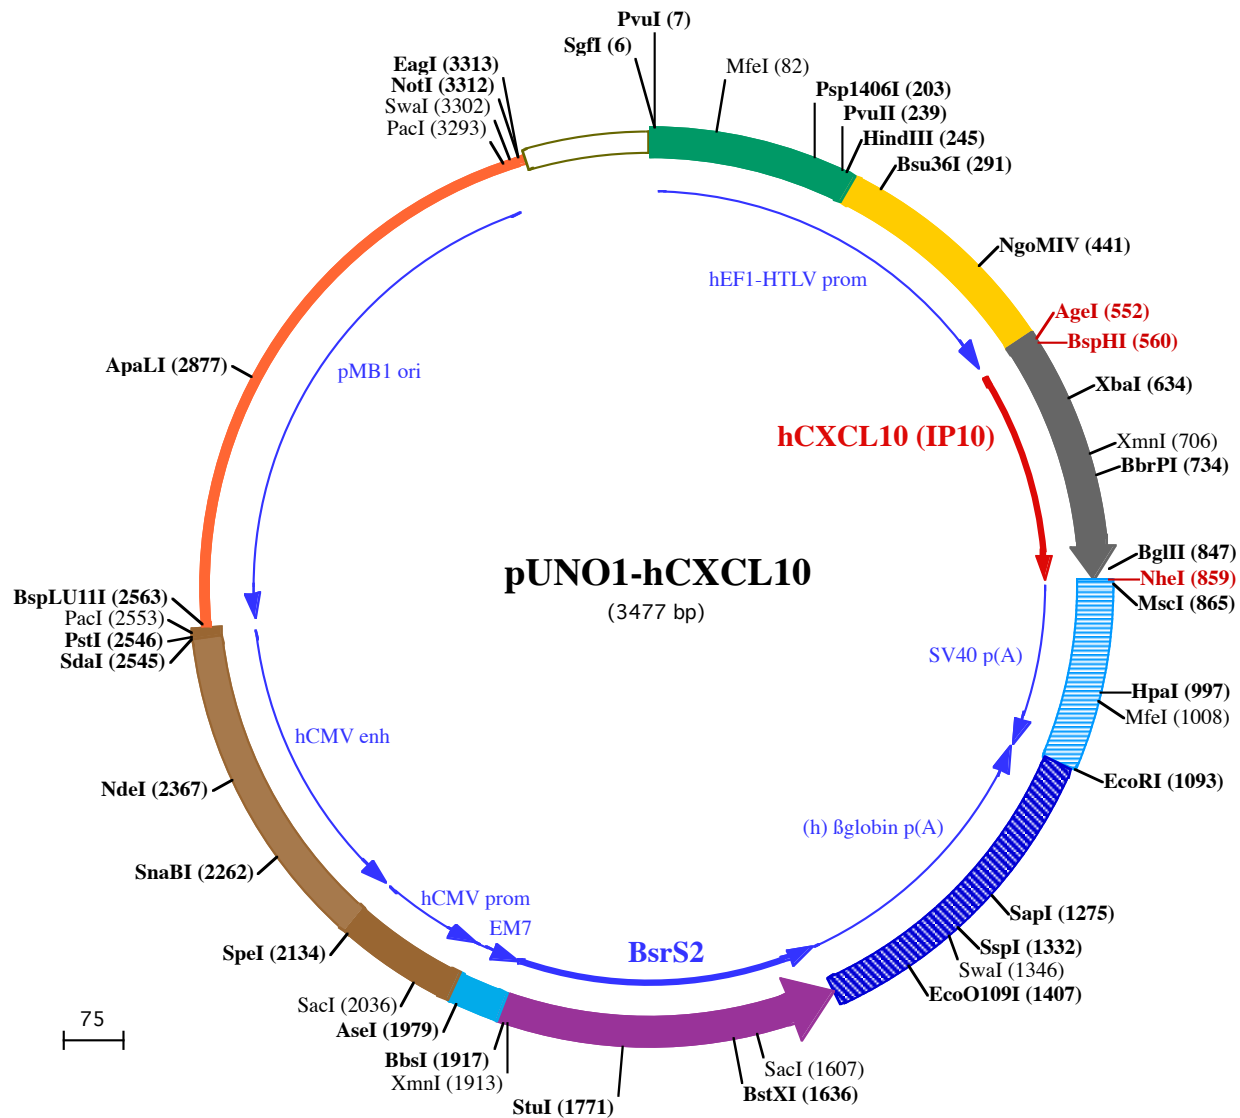 PvuI (7)
SgfI (6)
EagI (3313)
NotI (3312)
SwaI (3302)
PacI (3293)
MfeI (82)
Psp1406I (203)
PvuII (239)
HindIII (245)
Bsu36I (291)
NgoMIV (441)
hEF1-HTLV prom
AgeI (552)
BspHI (560)
ApaLI (2877)
pMB1 ori
XbaI (634)
hCXCL10 (IP10)
XmnI (706)
BbrPI (734)
pUNO1-hCXCL10
(3477 bp)
BglII (847)
NheI (859)
MscI (865)
BspLU11I (2563)
PacI (2553)
PstI (2546)
SdaI (2545)
SV40 p(A)
HpaI (997)
MfeI (1008)
hCMV enh
EcoRI (1093)
NdeI (2367)
(h) ßglobin p(A)
SnaBI (2262)
hCMV prom
EM7
BsrS2
SapI (1275)
SspI (1332)
SwaI (1346)
EcoO109I (1407)
SpeI (2134)
SacI (2036)
AseI (1979)
75
BbsI (1917)
XmnI (1913)
StuI (1771)
SacI (1607)
BstXI (1636)